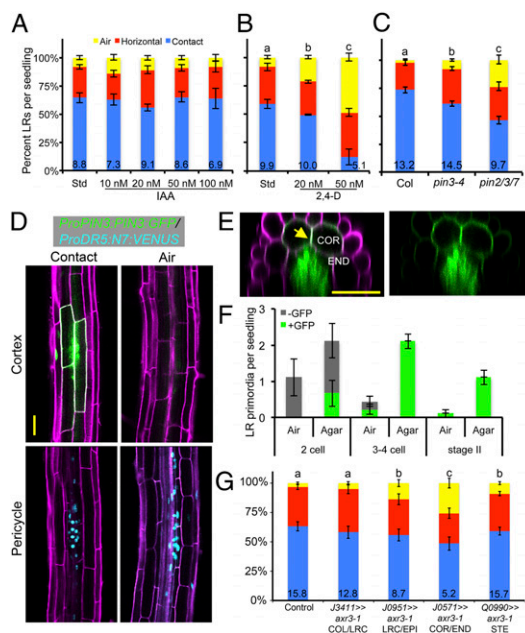 A
B
C
Air Horizontal Contact
a b c
a b c
Percent LRs per seedling
100%
75%
50%
25%
0%
8.8 7.3 9.1 8.6 6.9
9.9 10.0 5.1
13.2 14.5 9.7
Std 10 nM 20 nM 50 nM 100 nM
IAA
Std 20 nM 50 nM
2,4-D
Col pin3-4 pin2/3/7
D
ProPIN3:PIN3:GFP/
ProDR5:N7:VENUS
Contact Air
Cortex
Pericycle
E
COR
END
F
-GFP
+GFP
LR primordia per seedling
3
2
1
0
Air Agar Air Agar Air Agar
2 cell 3-4 cell stage II
G
a a b c b
100%
75%
50%
25%
0%
15.8 12.8 8.7 5.2 15.7
Control J3411>> J0951>> J0571>> Q0990>>
axr3-1 axr3-1 axr3-1 axr3-1
COL/LRC LRC/EPI COR/END STE